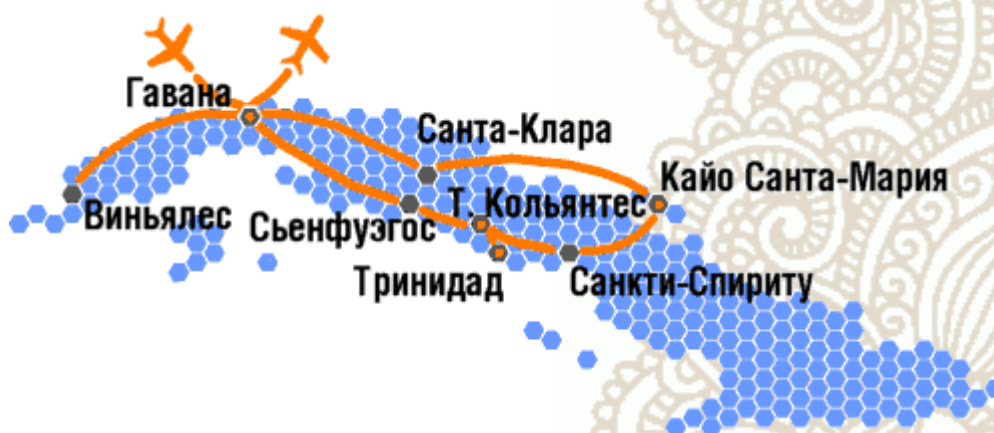 Гавана
Санта-Клара
Кайо Санта-Мария
Виньялес
Т. Кольянтес
Сьенфуэгос
Тринидад
Санкти-Спириту